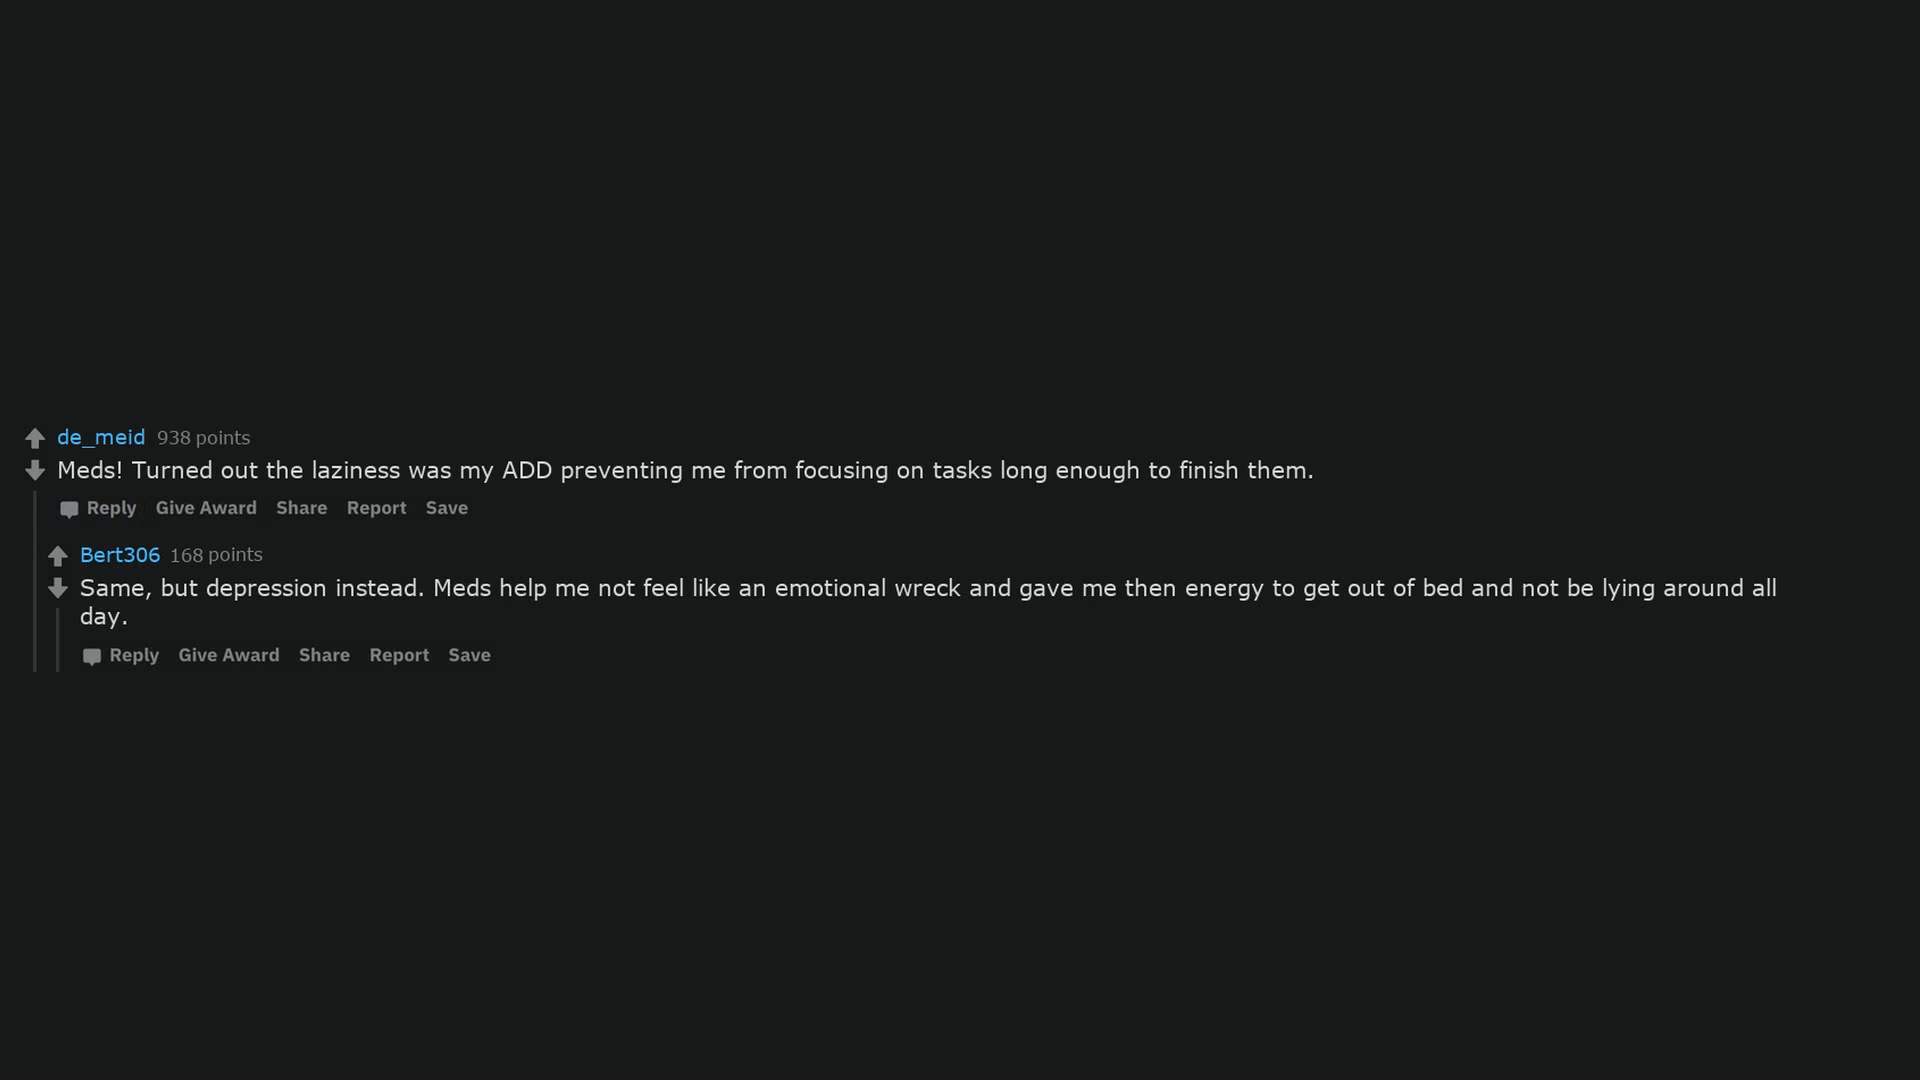 de_meid 938 points
Meds! Turned out the laziness was my ADD preventing me from focusing on tasks long enough to finish them.
Reply Give Award Share Report Save
Bert306 168 points
Same, but depression instead. Meds help me not feel like an emotional wreck and gave me then energy to get out of bed and not be lying around all
day.
Reply Give Award Share Report Save